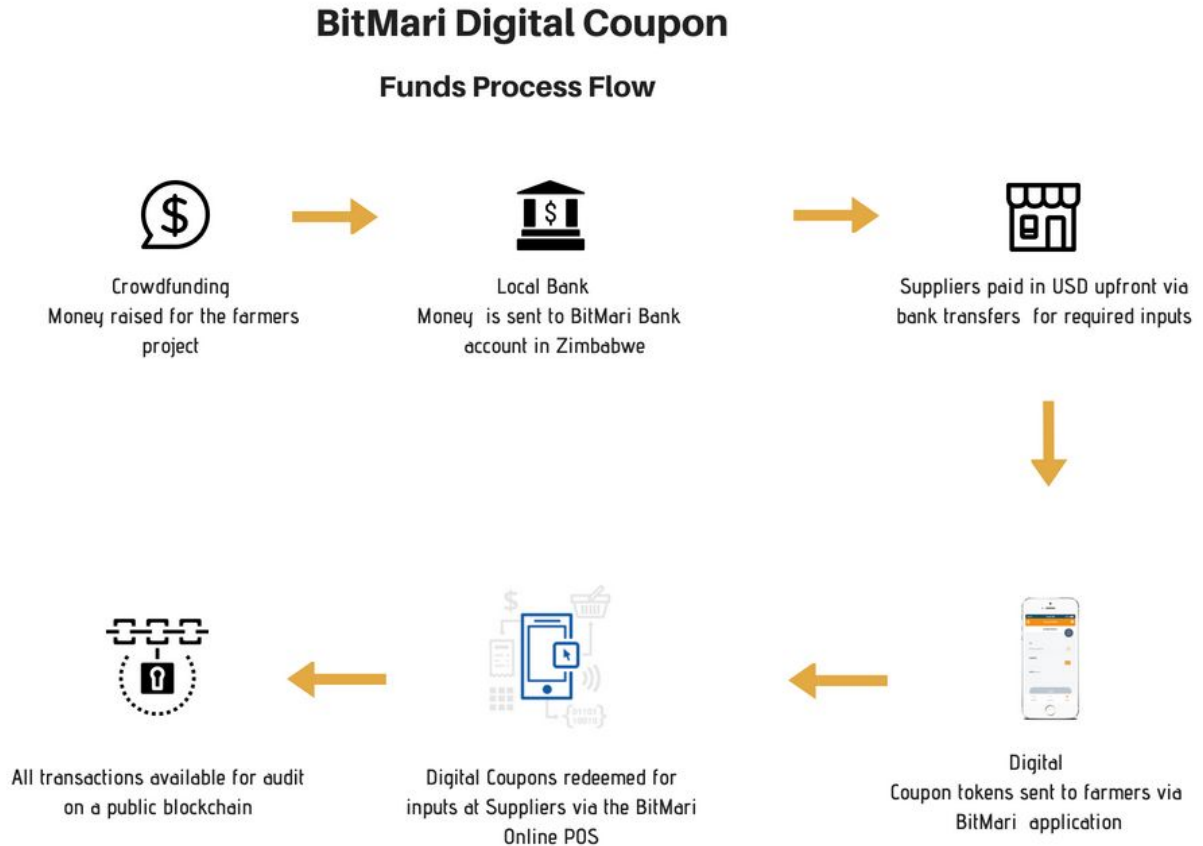 BitMari Digital Coupon
Funds Process Flow
Crowdfunding
Money raised for the farmers
project
Local Bank
Money is sent to BitMari Bank
account in Zimbabwe
Suppliers paid in USD upfront via
bank transfers for required inputs
Digital
Coupon tokens sent to farmers via
BitMari application
Digital Coupons redeemed for
inputs at Suppliers via the BitMari
Online POS
All transactions available for audit
on a public blockchain